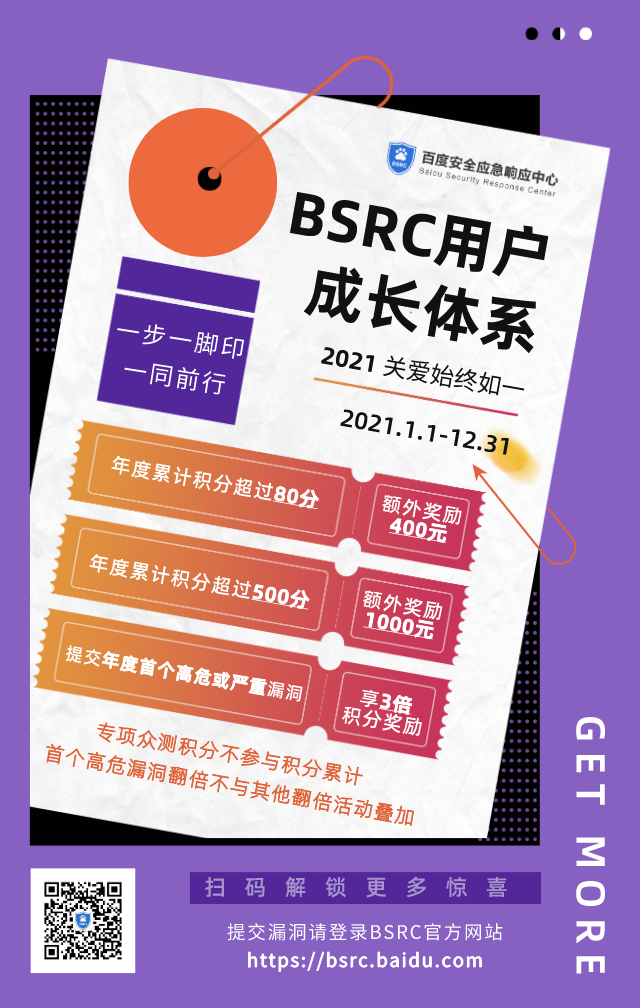 百度安全应急响应中心
BSRC
Baidu Security Response Center
BSRC用户
成长体系
一步一脚印
一同前行
2021 关爱始终如一
2021.1.1-12.31
年度累计积分超过80分
额外奖励
400元
年度累计积分超过500分
额外奖励
1000元
提交年度首个高危或严重漏洞
享3倍
积分奖励
专项众测积分不参与积分累计
首个高危漏洞翻倍不与其他翻倍活动叠加
GET MORE
扫码解锁更多惊喜
提交漏洞请登录BSRC官方网站
https://bsrc.baidu.com